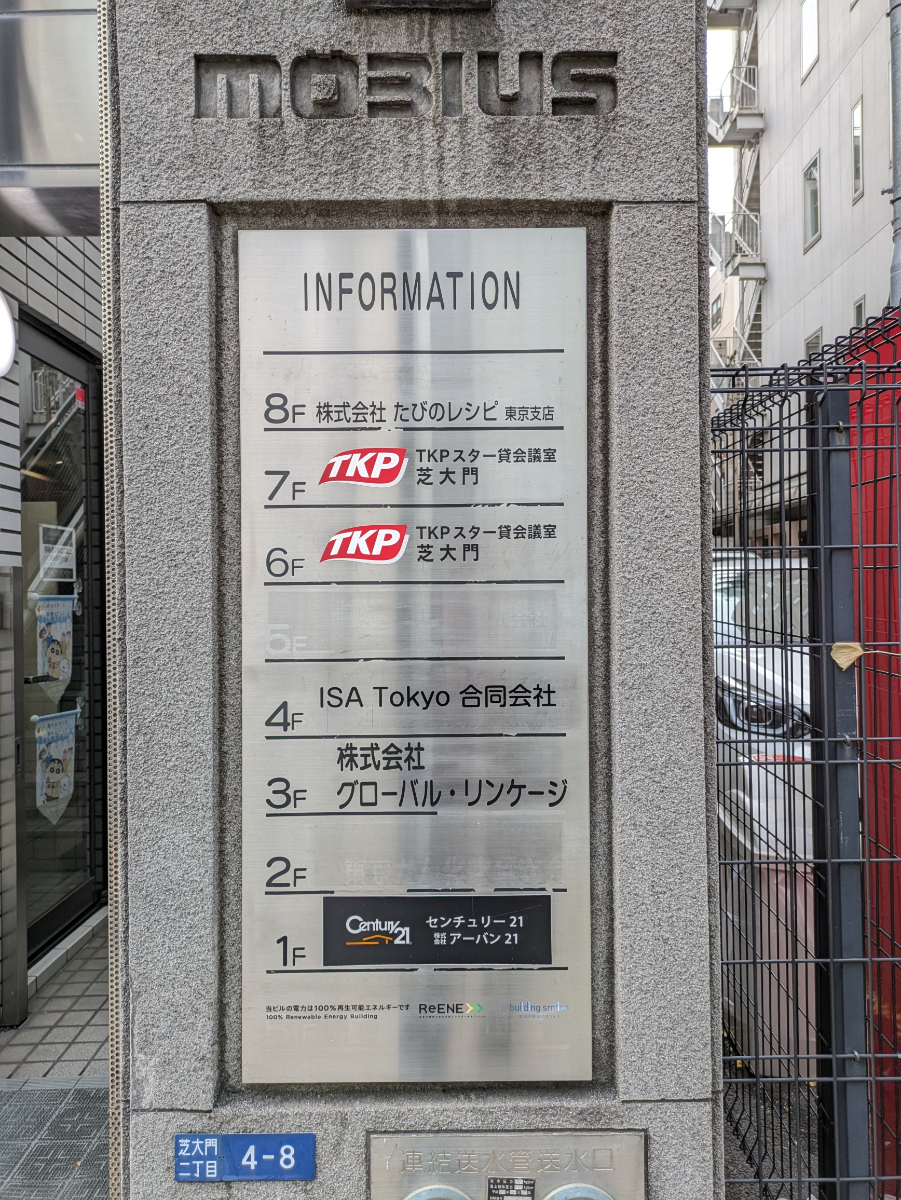 MÖBIUS
INFORMATION
8F 株式会社 たびのレシピ 東京支店
7F TKP TKPスター貸会議室
芝大門
6F TKP TKPスター貸会議室
芝大門
5F
4F ISA Tokyo 合同会社
株式会社
3F グローバル・リンケージ
2F
1F Century 21 センチュリー21
株式会社 アーバン21
当ビルの電力は100%再生可能エネルギーです
100% Renewable Energy Building
ReENE
building smiles
芝大門
二丁目 4-8
連結送水管送水口